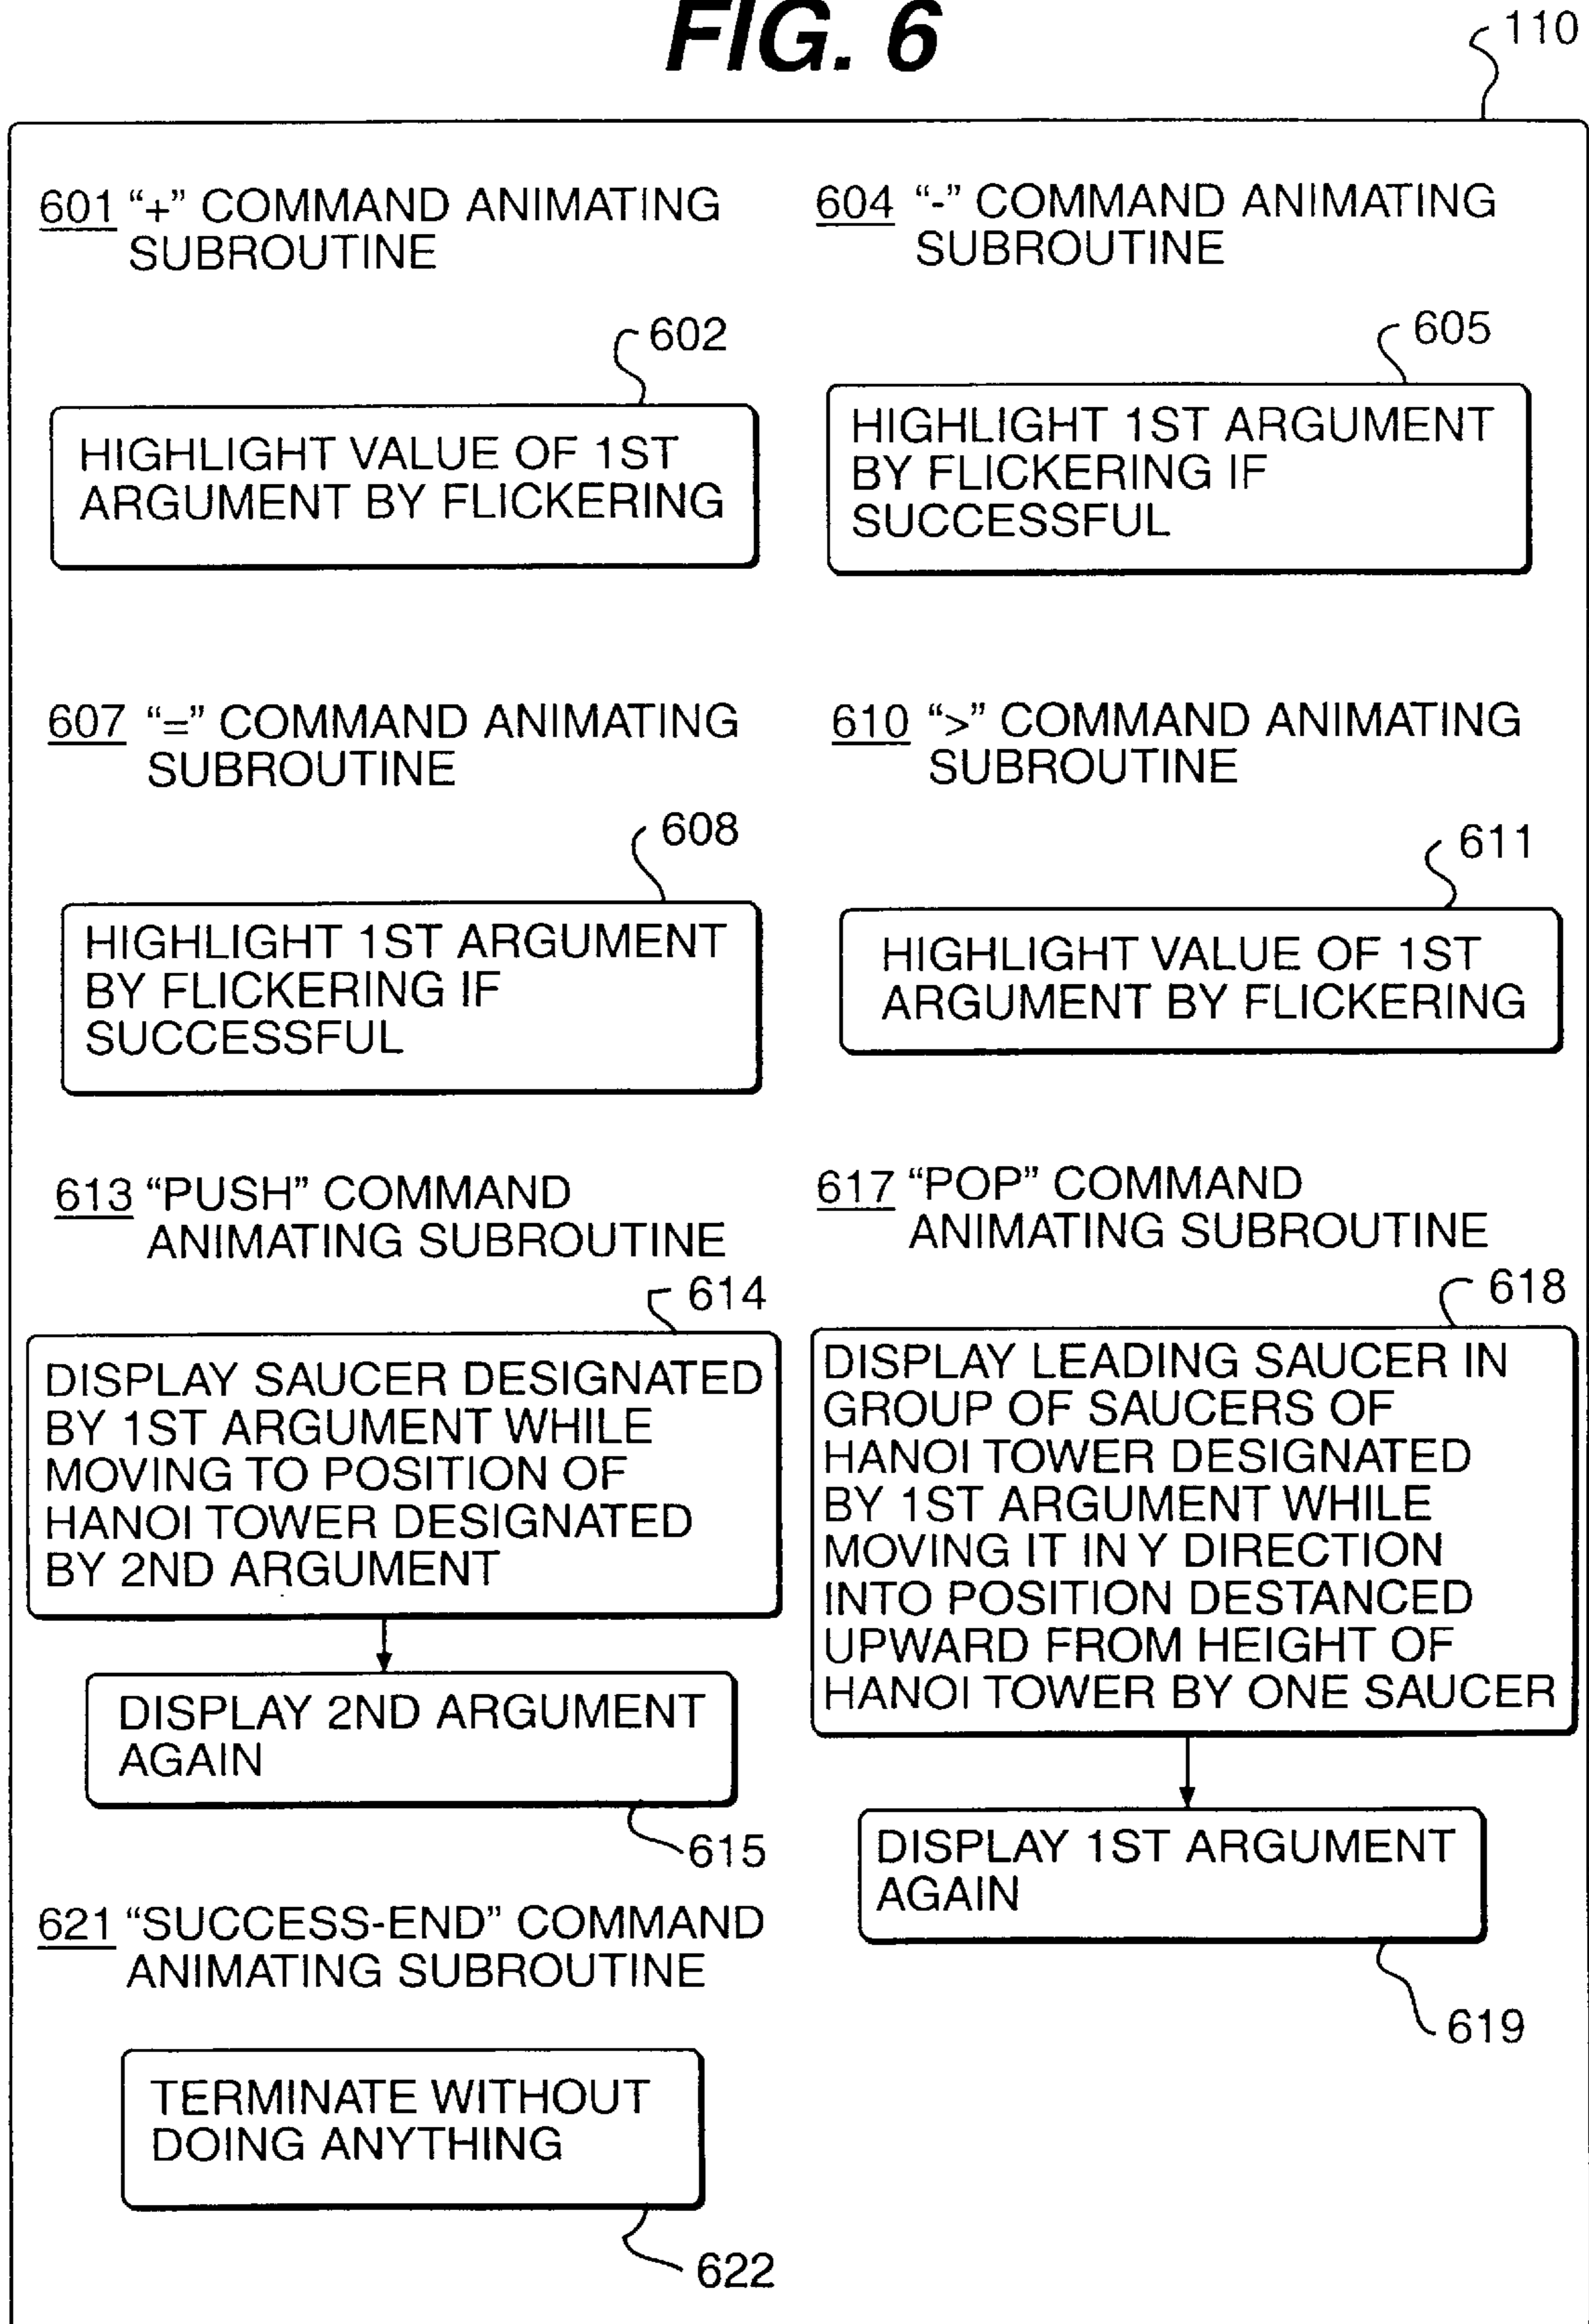 FIG. 6
110
601 “+” COMMAND ANIMATING
SUBROUTINE
602
HIGHLIGHT VALUE OF 1ST
ARGUMENT BY FLICKERING
604 “-” COMMAND ANIMATING
SUBROUTINE
605
HIGHLIGHT 1ST ARGUMENT
BY FLICKERING IF
SUCCESSFUL
607 “=” COMMAND ANIMATING
SUBROUTINE
608
HIGHLIGHT 1ST ARGUMENT
BY FLICKERING IF
SUCCESSFUL
610 “>” COMMAND ANIMATING
SUBROUTINE
611
HIGHLIGHT VALUE OF 1ST
ARGUMENT BY FLICKERING
613 “PUSH” COMMAND
ANIMATING SUBROUTINE
614
DISPLAY SAUCER DESIGNATED
BY 1ST ARGUMENT WHILE
MOVING TO POSITION OF
HANOI TOWER DESIGNATED
BY 2ND ARGUMENT
DISPLAY 2ND ARGUMENT
AGAIN
615
617 “POP” COMMAND
ANIMATING SUBROUTINE
618
DISPLAY LEADING SAUCER IN
GROUP OF SAUCERS OF
HANOI TOWER DESIGNATED
BY 1ST ARGUMENT WHILE
MOVING IT IN Y DIRECTION
INTO POSITION DESTANCED
UPWARD FROM HEIGHT OF
HANOI TOWER BY ONE SAUCER
DISPLAY 1ST ARGUMENT
AGAIN
619
621 “SUCCESS-END” COMMAND
ANIMATING SUBROUTINE
TERMINATE WITHOUT
DOING ANYTHING
622